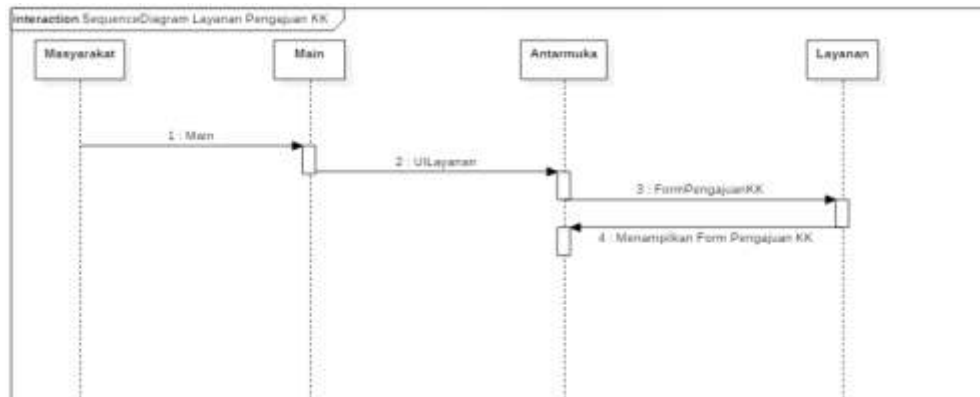 interaction SequenceDiagram Layanan Pengajuan KK
Masyarakat
Main
Antarmuka
Layanan
1 : Main
2 : UILayanan
3 : FormPengajuanKK
4 : Menampilkan Form Pengajuan KK